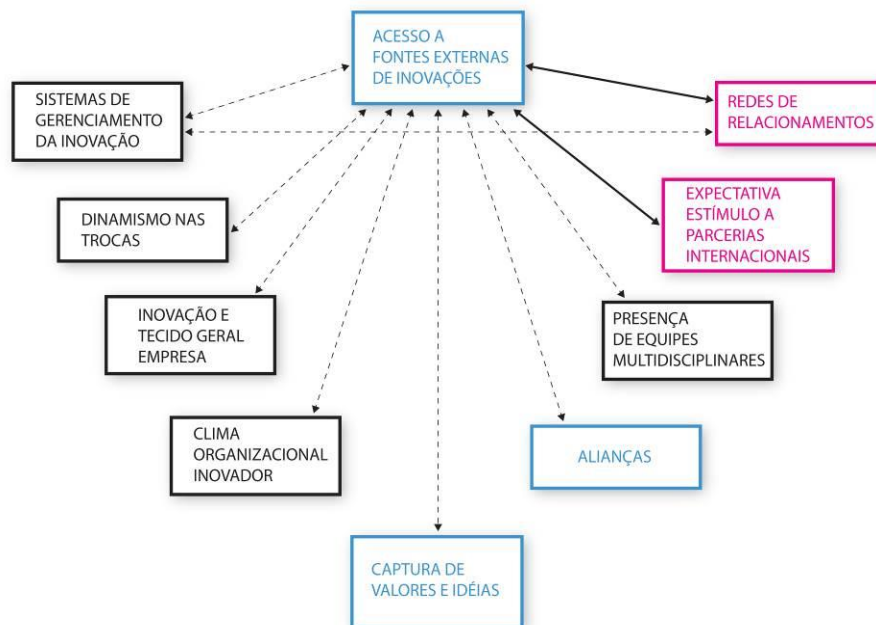 ACESSO A
FONTES EXTERNAS
DE INOVAÇÕES
SISTEMAS DE
GERENCIAMENTO
DA INOVAÇÃO
REDES DE
RELACIONAMENTOS
DINAMISMO NAS
TROCAS
EXPECTATIVA
ESTÍMULO A
PARCERIAS
INTERNACIONAIS
INOVAÇÃO E
TECIDO GERAL
EMPRESA
PRESENÇA
DE EQUIPES
MULTIDISCIPLINARES
CLIMA
ORGANIZACIONAL
INOVADOR
ALIANÇAS
CAPTURA DE
VALORES E IDÉIAS